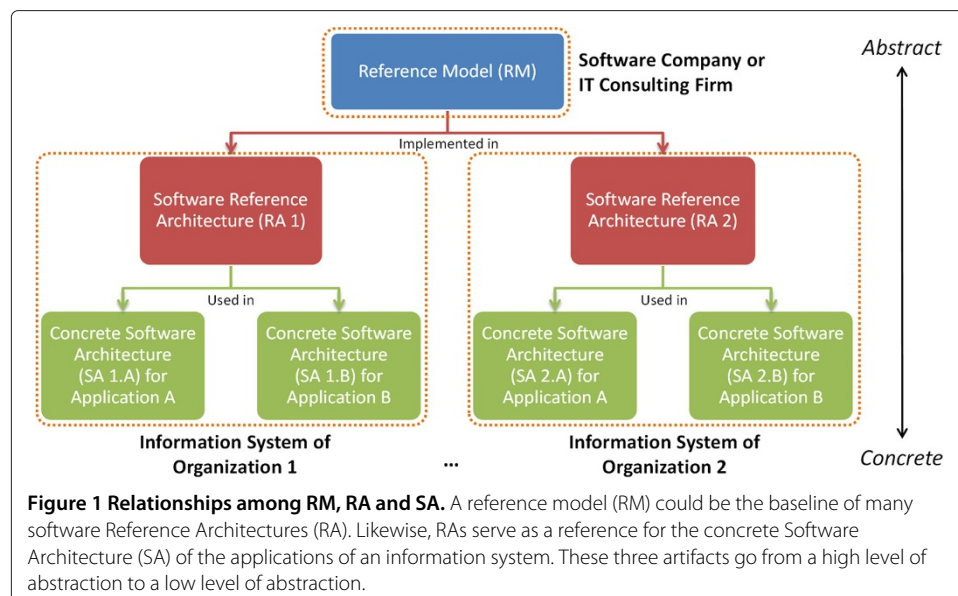 Reference Model (RM)
Software Company or
IT Consulting Firm
Abstract
Implemented in
Software Reference
Architecture (RA 1)
Software Reference
Architecture (RA 2)
Used in
Used in
Concrete Software
Architecture
(SA 1.A) for
Application A
Concrete Software
Architecture
(SA 1.B) for
Application B
Concrete Software
Architecture
(SA 2.A) for
Application A
Concrete Software
Architecture
(SA 2.B) for
Application B
Information System of
Organization 1
...
Information System of
Organization 2
Concrete
Figure 1 Relationships among RM, RA and SA. A reference model (RM) could be the baseline of many
software Reference Architectures (RA). Likewise, RAs serve as a reference for the concrete Software
Architecture (SA) of the applications of an information system. These three artifacts go from a high level of
abstraction to a low level of abstraction.